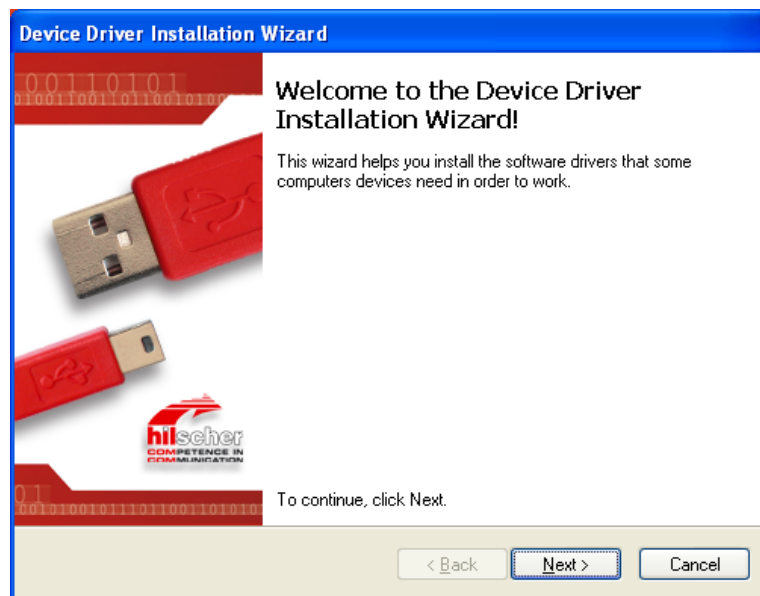 Device Driver Installation Wizard
00110101
Welcome to the Device Driver
Installation Wizard!
This wizard helps you install the software drivers that some
computers devices need in order to work.
hilscher
COMPETENCE IN
COMMUNICATION
To continue, click Next.
01
< Back
Next >
Cancel